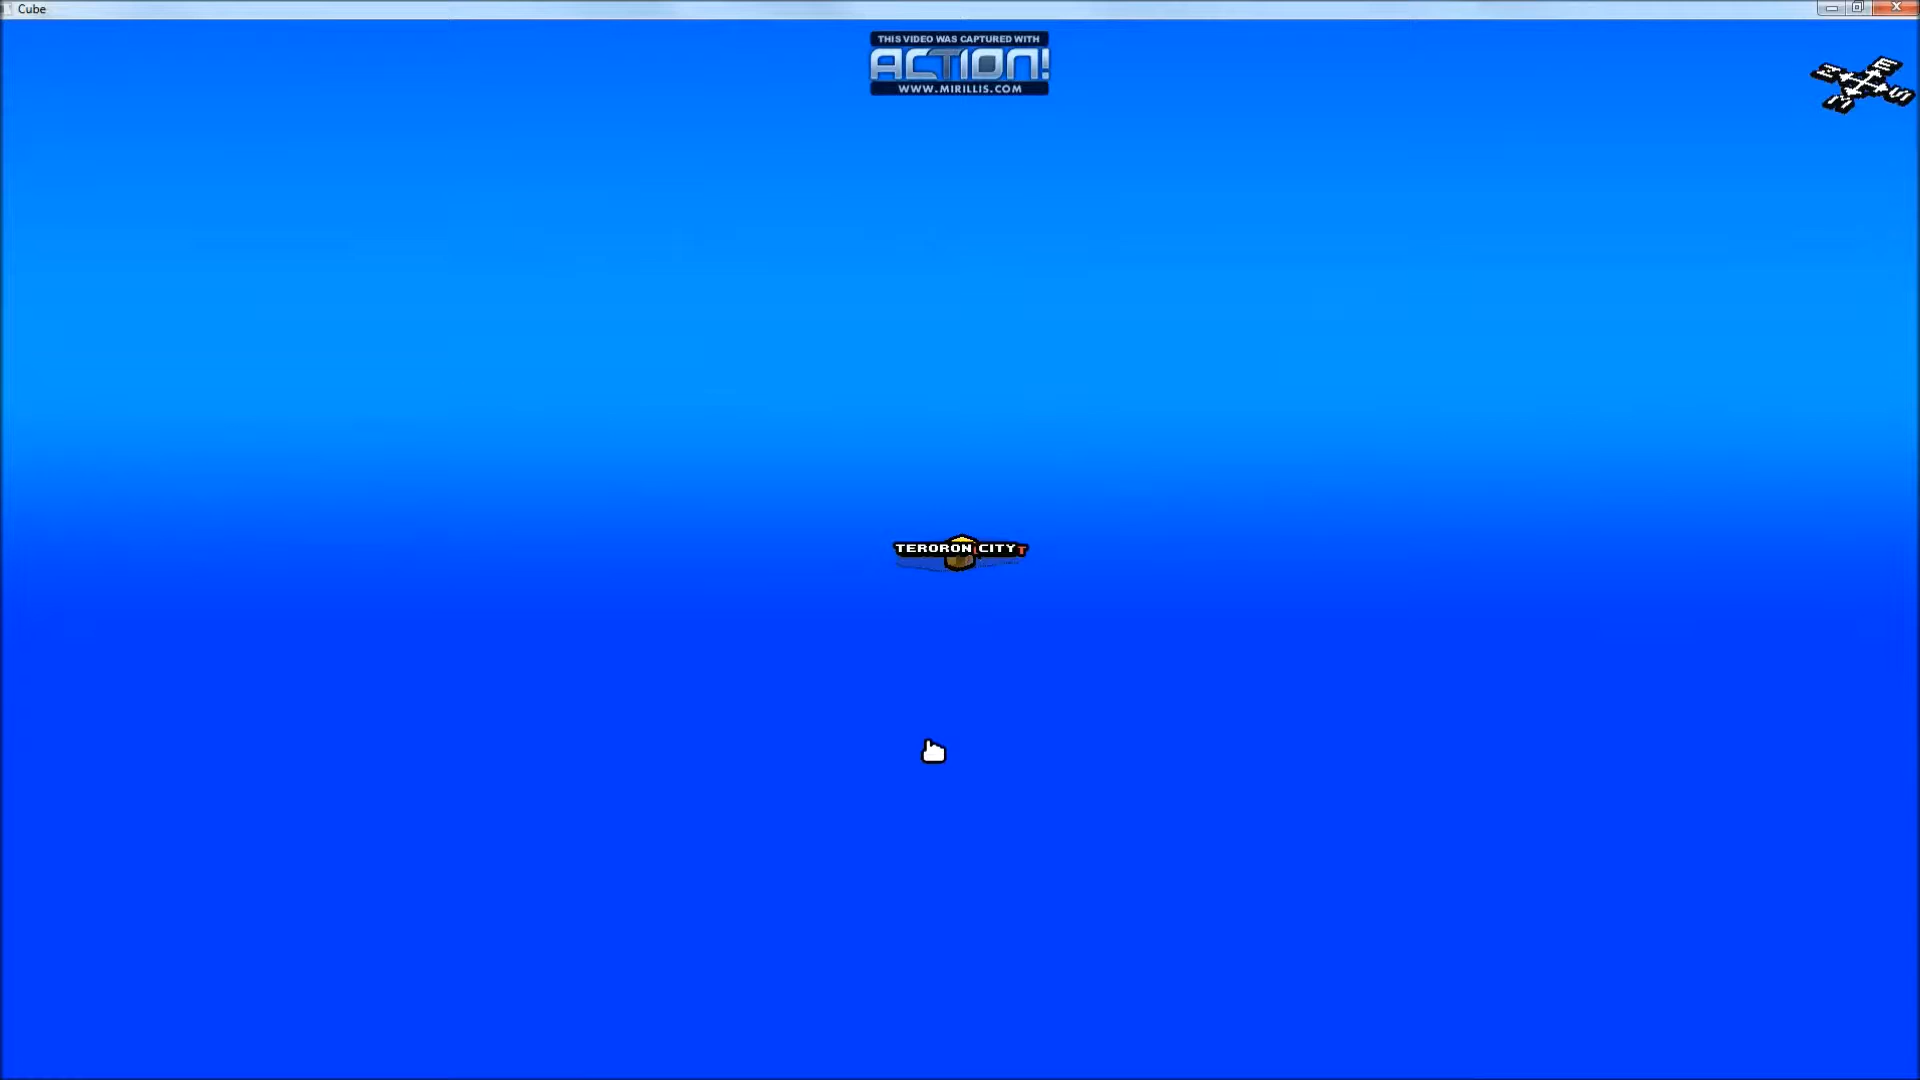 Cube
THIS VIDEO WAS CAPTURED WITH
ACTION!
WWW.MIRILLIS.COM
N E
W S
TERORON CITY